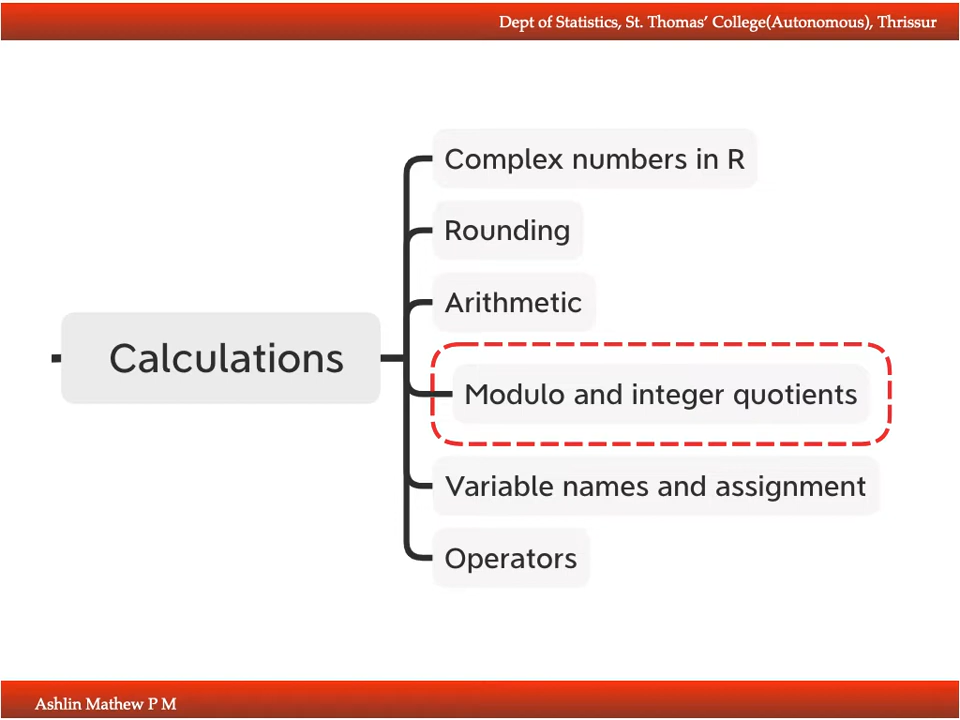 Dept of Statistics, St. Thomas’ College(Autonomous), Thrissur
Complex numbers in R
Rounding
Arithmetic
Calculations
Modulo and integer quotients
Variable names and assignment
Operators
Ashlin Mathew P M